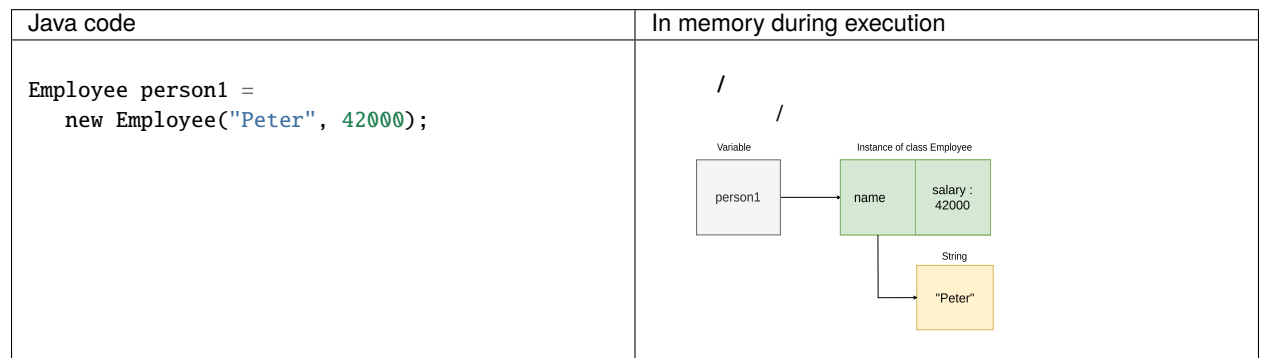 Java code
In memory during execution
Employee person1 =
new Employee("Peter", 42000);
/
/
Variable
Instance of class Employee
person1
name
salary :
42000
String
"Peter"